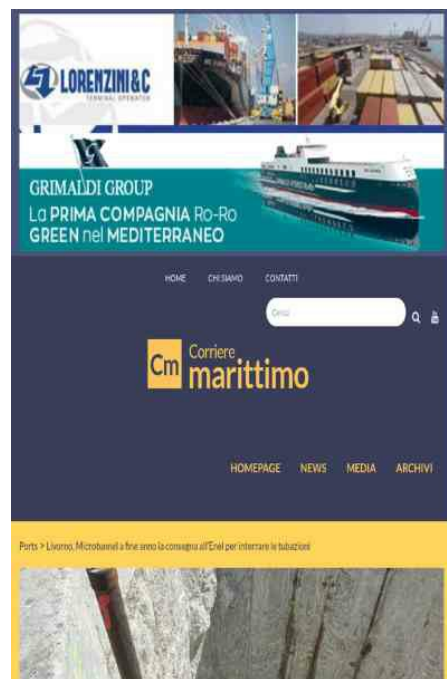 LORENZINI & C
TERMINAL OPERATOR
GRIMALDI GROUP
La PRIMA COMPAGNIA Ro-Ro
GREEN nel MEDITERRANEO
HOME CHI SIAMO CONTATTI
Cerca
Cm Corriere
marittimo
HOMEPAGE NEWS MEDIA ARCHIVI
Ports > Livorno, Microtunnel a fine anno la consegna all'Enel per interrare le tubazioni